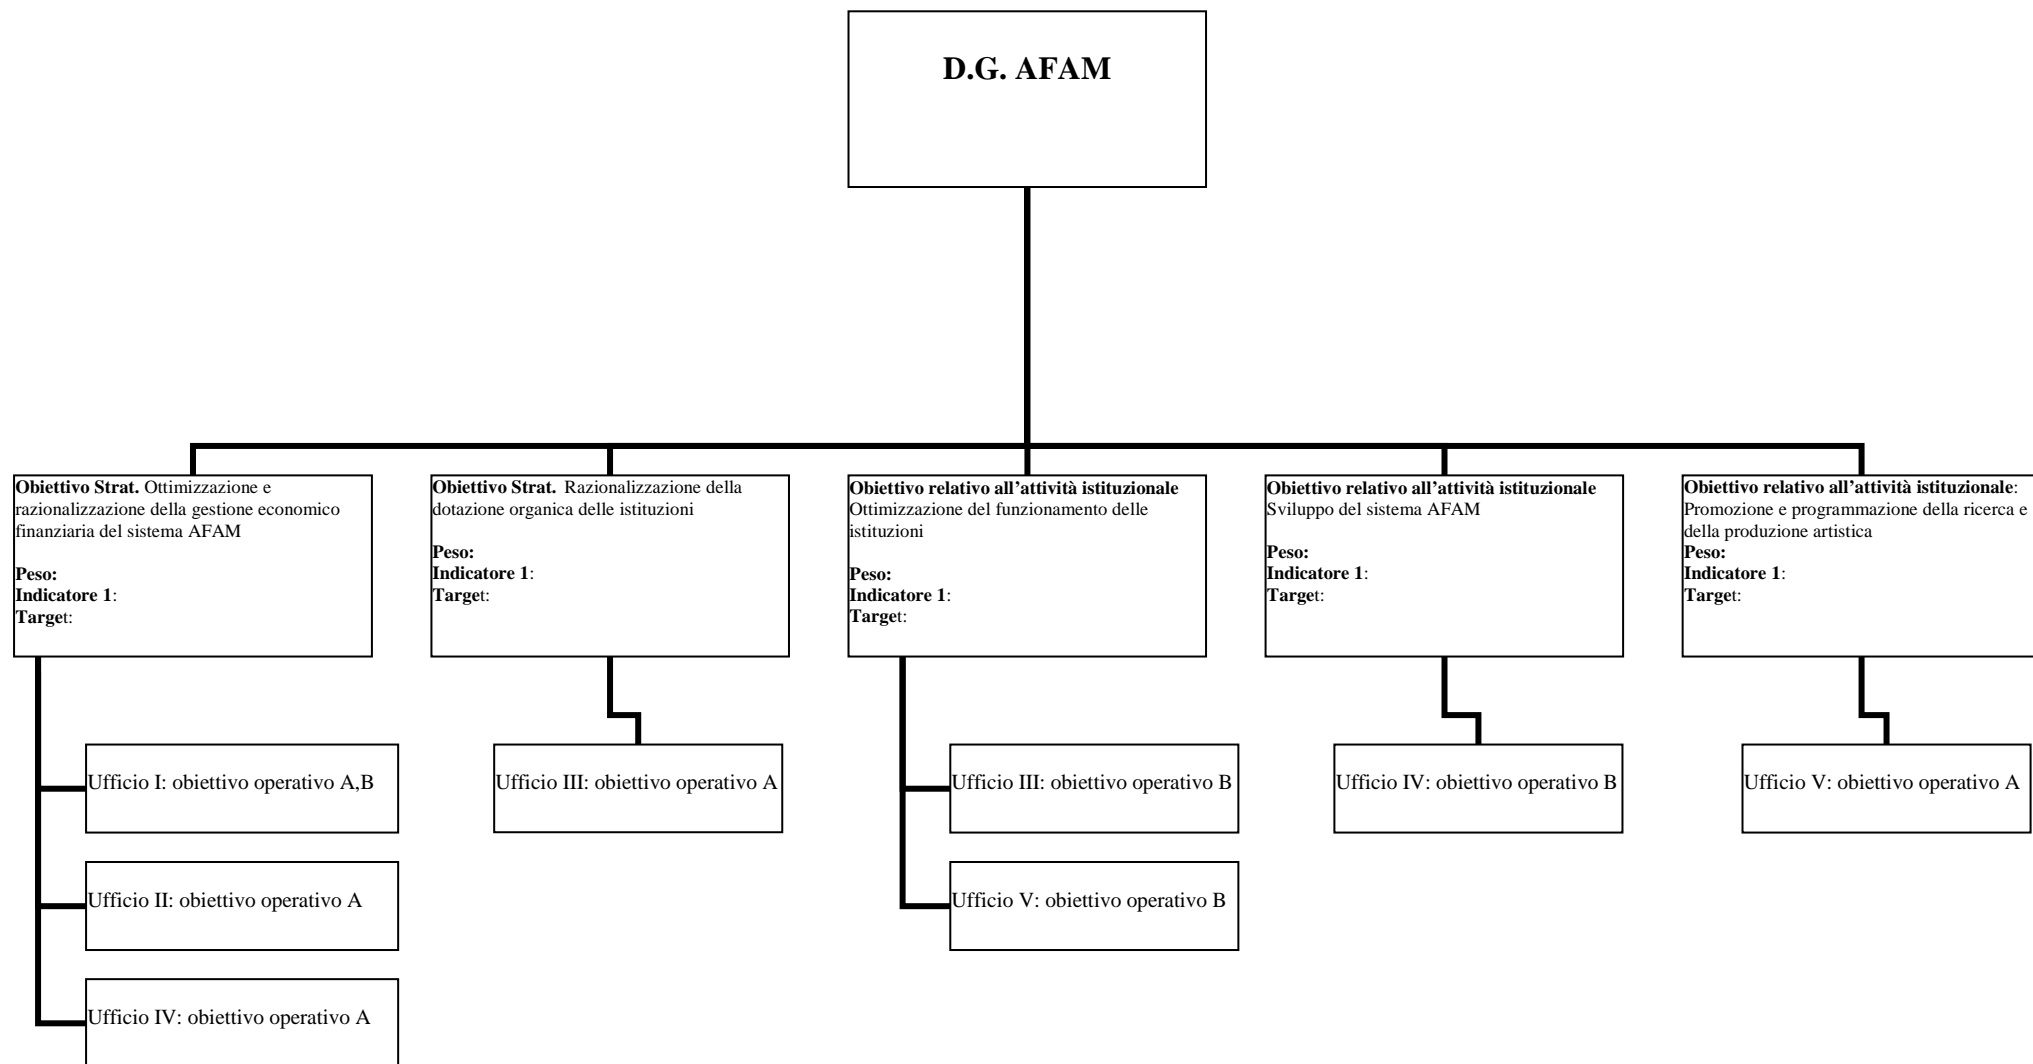 D.G. AFAM
Obiettivo Strat. Ottimizzazione e
razionalizzazione della gestione economico
finanziaria del sistema AFAM
Peso:
Indicatore 1:
Target:
Obiettivo Strat. Razionalizzazione della
dotazione organica delle istituzioni
Peso:
Indicatore 1:
Target:
Obiettivo relativo all’attività istituzionale
Ottimizzazione del funzionamento delle
istituzioni
Peso:
Indicatore 1:
Target:
Obiettivo relativo all’attività istituzionale
Sviluppo del sistema AFAM
Peso:
Indicatore 1:
Target:
Obiettivo relativo all’attività istituzionale:
Promozione e programmazione della ricerca e
della produzione artistica
Peso:
Indicatore 1:
Target:
Ufficio I: obiettivo operativo A,B
Ufficio II: obiettivo operativo A
Ufficio IV: obiettivo operativo A
Ufficio III: obiettivo operativo A
Ufficio III: obiettivo operativo B
Ufficio V: obiettivo operativo B
Ufficio IV: obiettivo operativo B
Ufficio V: obiettivo operativo A